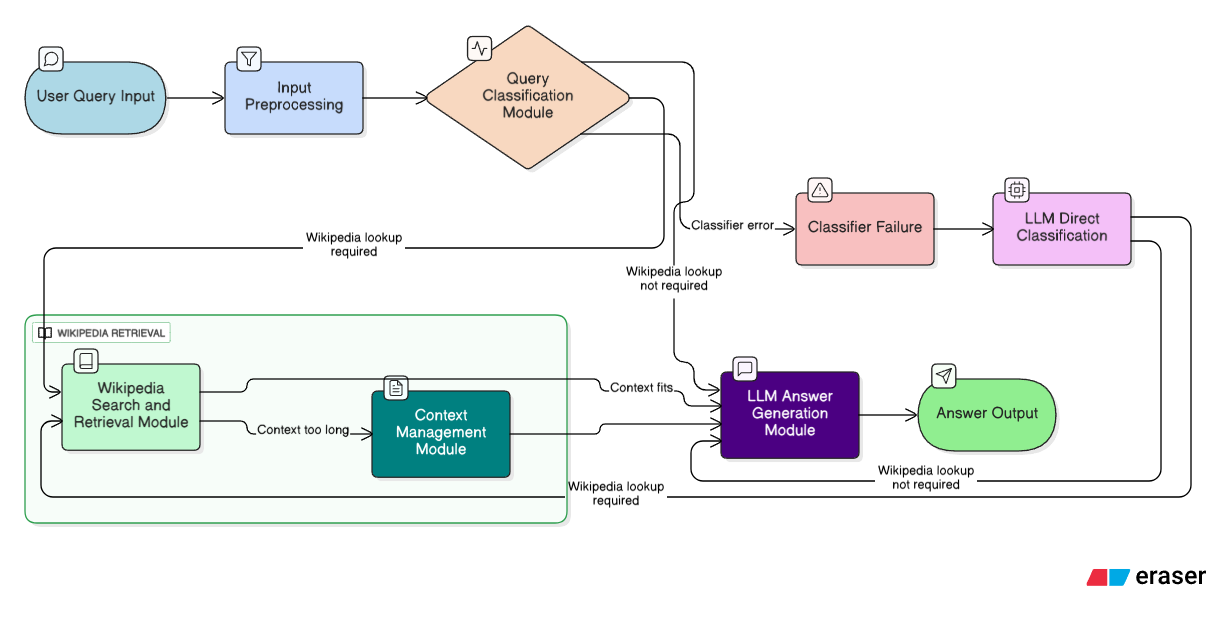 User Query Input
Input
Preprocessing
Query
Classification
Module
Classifier error
Classifier Failure
LLM Direct
Classification
Wikipedia lookup
required
Wikipedia lookup
not required
WIKIPEDIA RETRIEVAL
Wikipedia
Search and
Retrieval Module
Context fits
Context too long
Context
Management
Module
LLM Answer
Generation
Module
Answer Output
Wikipedia lookup
not required
Wikipedia lookup
required
eraser